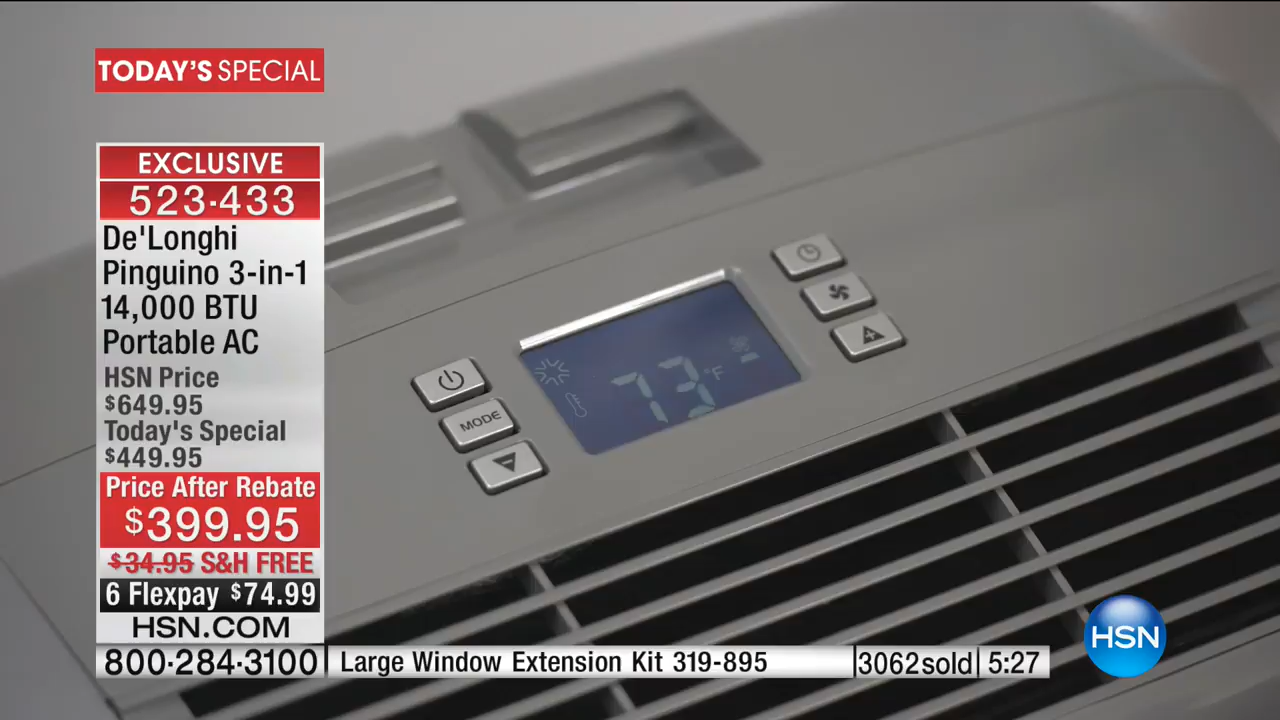 TODAY'S SPECIAL
EXCLUSIVE
523-433
De'Longhi
Pinguino 3-in-1
14,000 BTU
Portable AC
HSN Price
$649.95
Today's Special
$449.95
Price After Rebate
$399.95
$34.95 S&H FREE
6 Flexpay $74.99
HSN.COM
800·284·3100
Large Window Extension Kit 319-895
3062sold
5:27
MODE
73°F
HSN